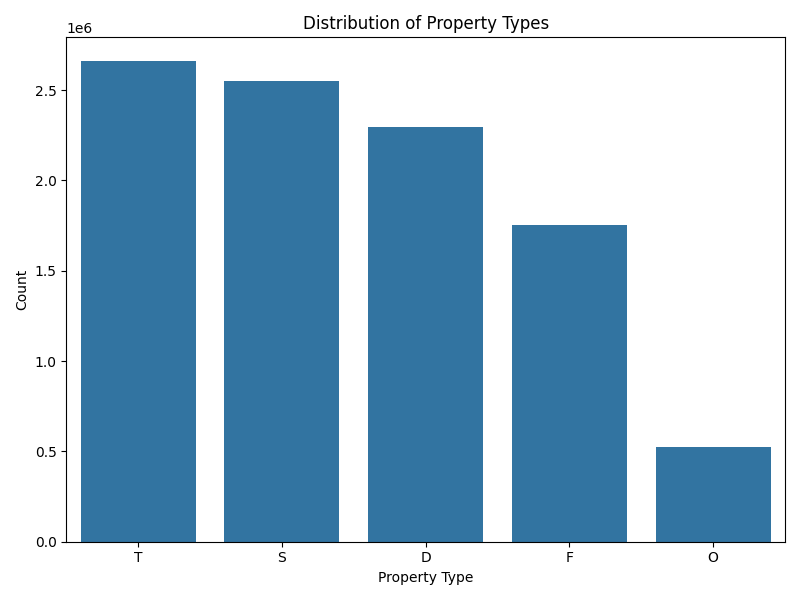 Distribution of Property Types
1e6
2.5
2.0
1.5
1.0
0.5
0.0
Count
T S D F O
Property Type